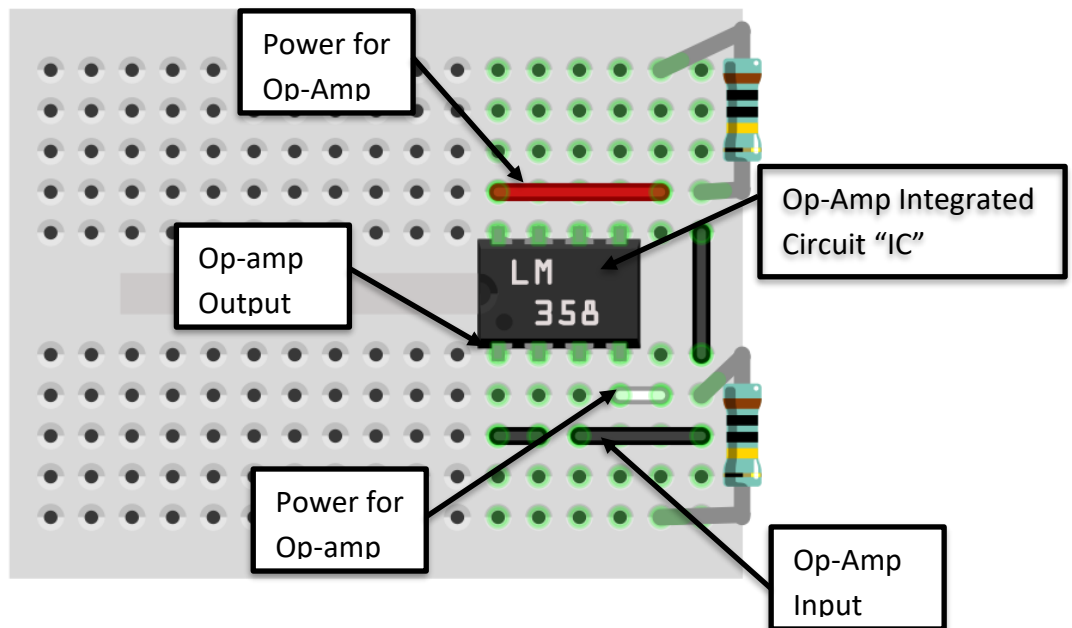 Power for
Op-Amp
Op-Amp Integrated
Circuit “IC”
Op-amp
Output
LM
358
Power for
Op-amp
Op-Amp
Input